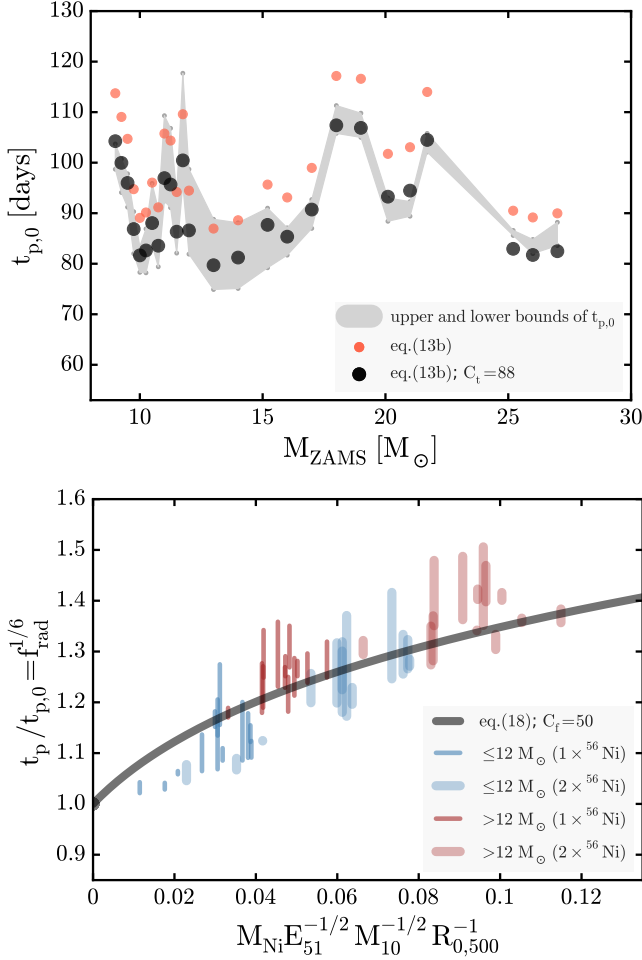 130
120
110
100
90
80
70
60
t_{p,0} [days]
upper and lower bounds of t_{p,0}
eq.(13b)
eq.(13b); C_t=88
10 15 20 25 30
M_{ZAMS} [M_☉]
1.6
1.5
1.4
1.3
1.2
1.1
1.0
0.9
t_p/t_{p,0}=f_{rad}^{1/6}
eq.(18); C_f=50
≤12 M_☉ (1×^{56}Ni)
≤12 M_☉ (2×^{56}Ni)
>12 M_☉ (1×^{56}Ni)
>12 M_☉ (2×^{56}Ni)
0 0.02 0.04 0.06 0.08 0.1 0.12
M_{Ni}E_{51}^{-1/2}M_{10}^{-1/2}R_{0,500}^{-1}